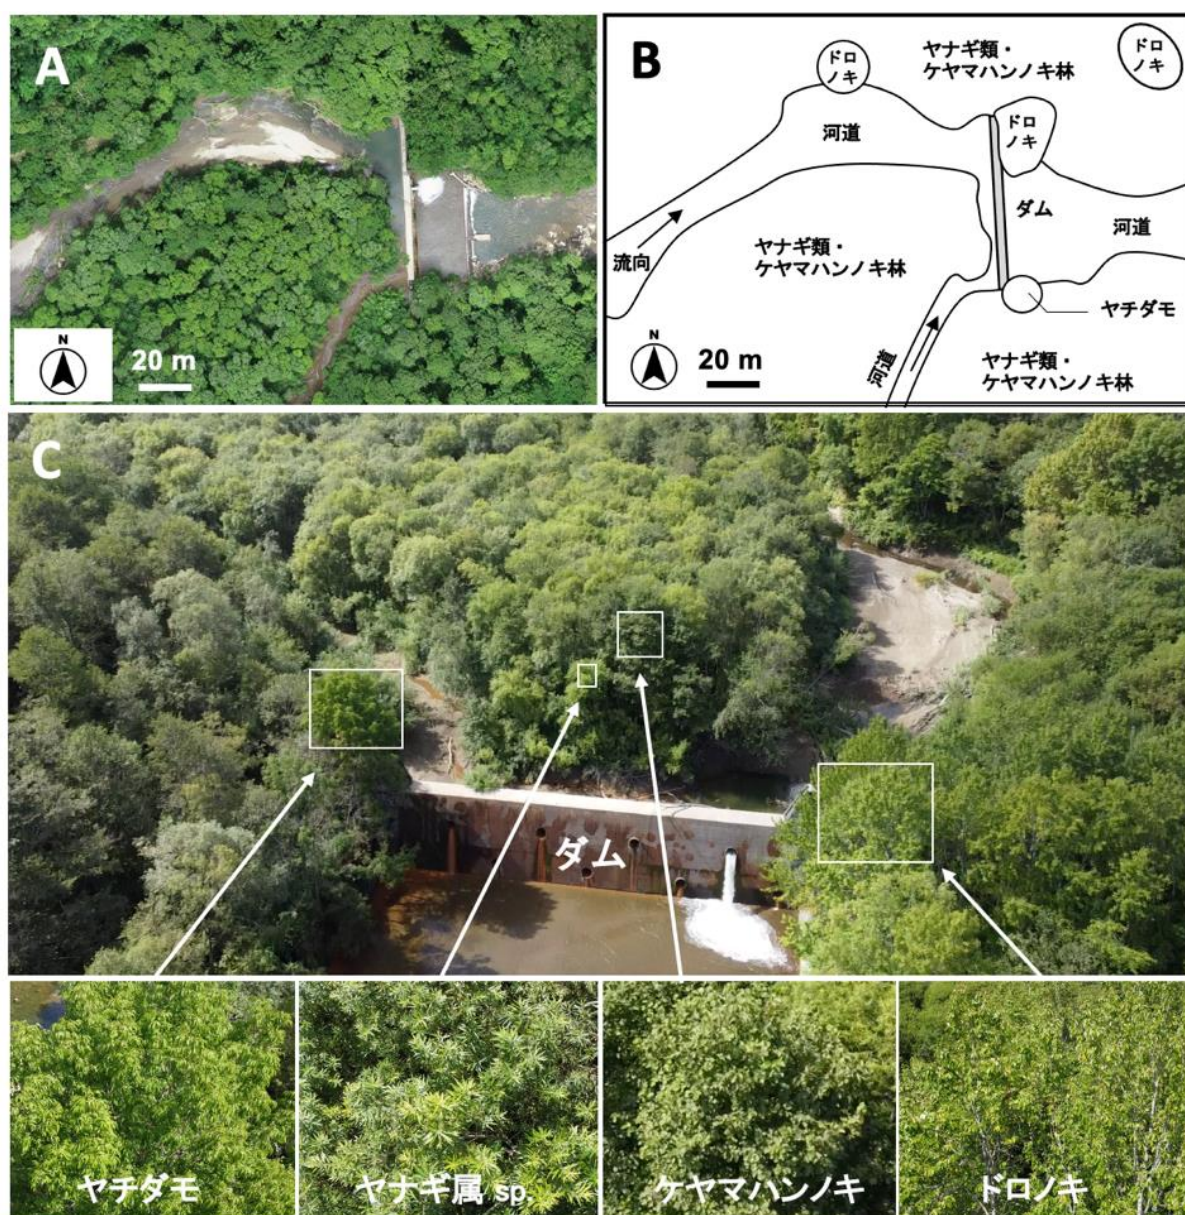 A
N
20 m
B
ドロ
ノキ
ヤナギ類・
ケヤマハンノキ林
ドロ
ノキ
河道
ドロ
ノキ
ダム
河道
流向
ヤナギ類・
ケヤマハンノキ林
ヤチダモ
N
20 m
河道
ヤナギ類・
ケヤマハンノキ林
C
ダム
ヤチダモ
ヤナギ属 sp.
ケヤマハンノキ
ドロノキ